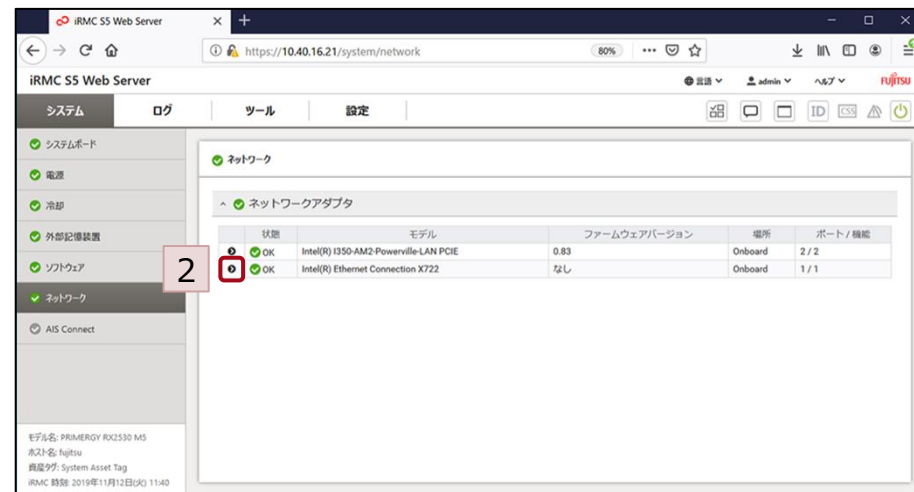 iRMC S5 Web Server
https://10.40.16.21/system/network
80%
iRMC S5 Web Server
言語
admin
ヘルプ
FUJITSU
システム
ログ
ツール
設定
ID
CSS
システムボード
電源
冷却
外部記憶装置
ソフトウェア
ネットワーク
AIS Connect
ネットワーク
ネットワークアダプタ
状態 モデル ファームウェアバージョン 場所 ポート / 機能
OK Intel(R) I350-AM2-Powerville-LAN PCIE 0.83 Onboard 2 / 2
2
OK Intel(R) Ethernet Connection X722 なし Onboard 1 / 1
モデル名: PRIMERGY RX2530 M5
ホスト名: fujitsu
資産タグ: System Asset Tag
iRMC 時刻: 2019年11月12日(火) 11:40